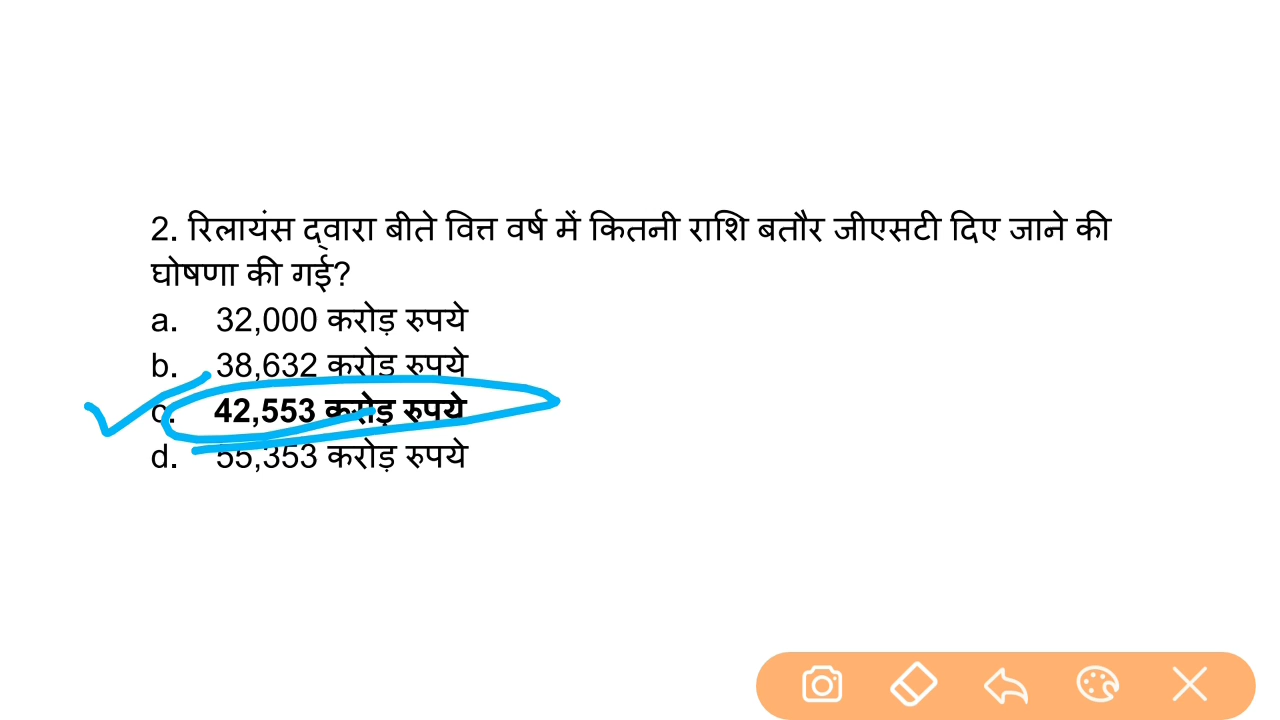 2. रिलायंस द्वारा बीते वित्त वर्ष में कितनी राशि बतौर जीएसटी दिए जाने की
घोषणा की गई?
a. 32,000 करोड़ रुपये
b. 38,632 करोड़ रुपये
c. 42,553 करोड़ रुपये
d. 55,353 करोड़ रुपये